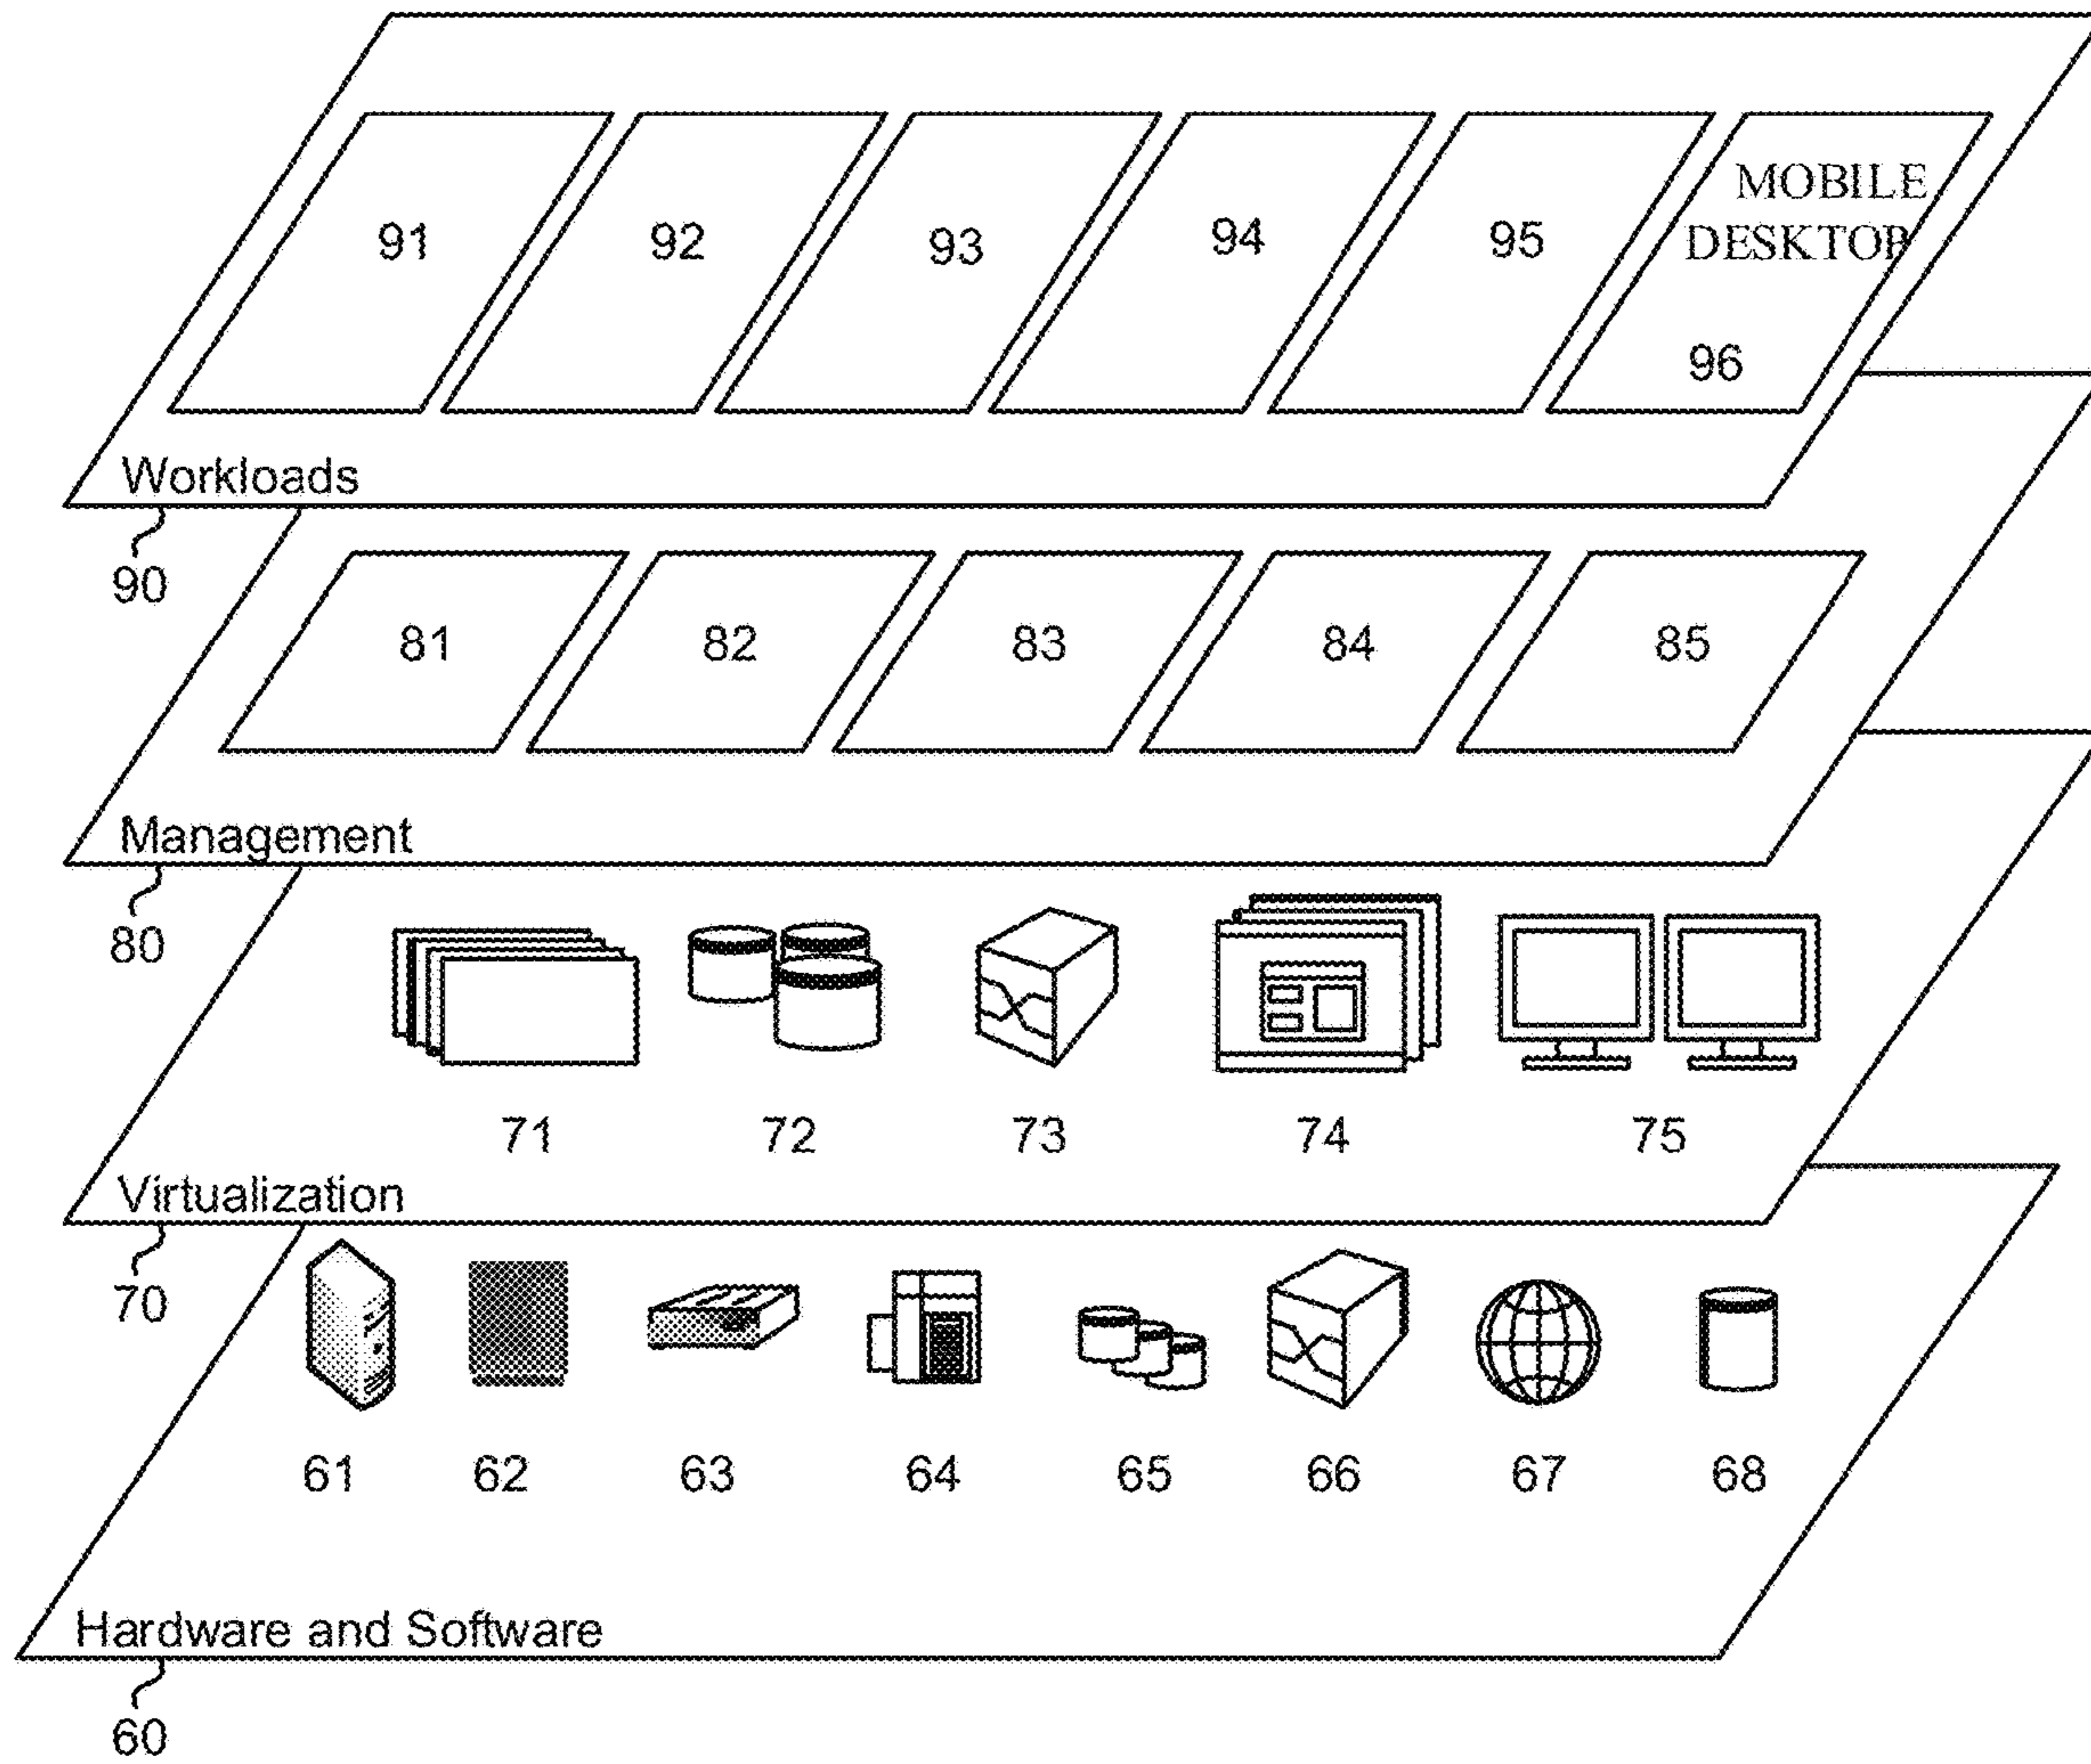 91 92 93 94 95 MOBILE
DESKTOP
96
Workloads
90
81 82 83 84 85
Management
80
71 72 73 74 75
Virtualization
70
61 62 63 64 65 66 67 68
Hardware and Software
60